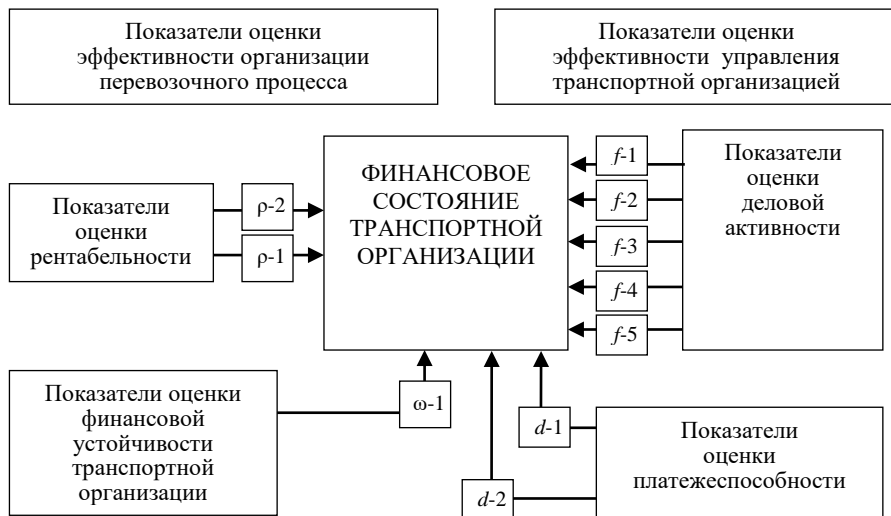 Показатели оценки
эффективности организации
перевозочного процесса
Показатели оценки
эффективности управления
транспортной организацией
ФИНАНСОВОЕ
СОСТОЯНИЕ
ТРАНСПОРТНОЙ
ОРГАНИЗАЦИИ
Показатели
оценки
рентабельности
ρ-2
ρ-1
f-1
f-2
f-3
f-4
f-5
Показатели
оценки
деловой
активности
Показатели оценки
финансовой
устойчивости
транспортной
организации
ω-1
d-1
d-2
Показатели
оценки
платежеспособности